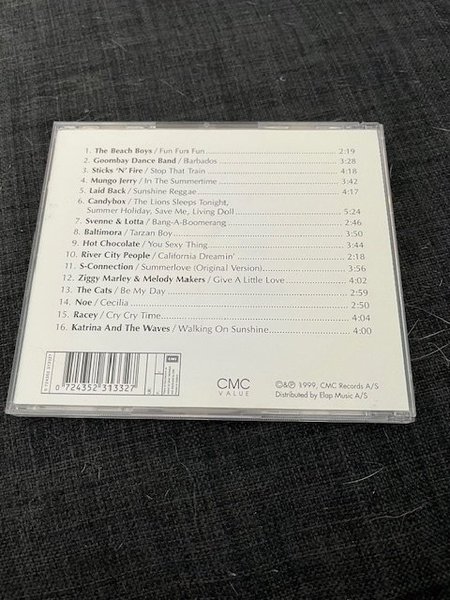 1. The Beach Boys / Fun Fun Fun ........ 2:19
2. Goombay Dance Band / Barbados ........ 3:28
3. Sticks 'N' Fire / Stop That Train ........ 4:18
4. Mungo Jerry / In The Summertime ........ 3:42
5. Laid Back / Sunshine Reggae ........ 4:17
6. Candybox / The Lions Sleeps Tonight,
Summer Holiday, Save Me, Living Doll ........ 5:24
7. Svenne & Lotta / Bang-A-Boomerang ........ 2:46
8. Baltimora / Tarzan Boy ........ 3:50
9. Hot Chocolate / You Sexy Thing ........ 3:44
10. River City People / California Dreamin' ........ 2:18
11. S-Connection / Summerlove (Original Version) ........ 3:56
12. Ziggy Marley & Melody Makers / Give A Little Love ........ 4:02
13. The Cats / Be My Day ........ 2:59
14. Noe / Cecilia ........ 2:50
15. Racey / Cry Cry Time ........ 4:04
16. Katrina And The Waves / Walking On Sunshine ........ 4:00
0 724352 313327
EMI
CMC
VALUE
©&℗ 1999, CMC Records A/S
Distributed by Elap Music A/S